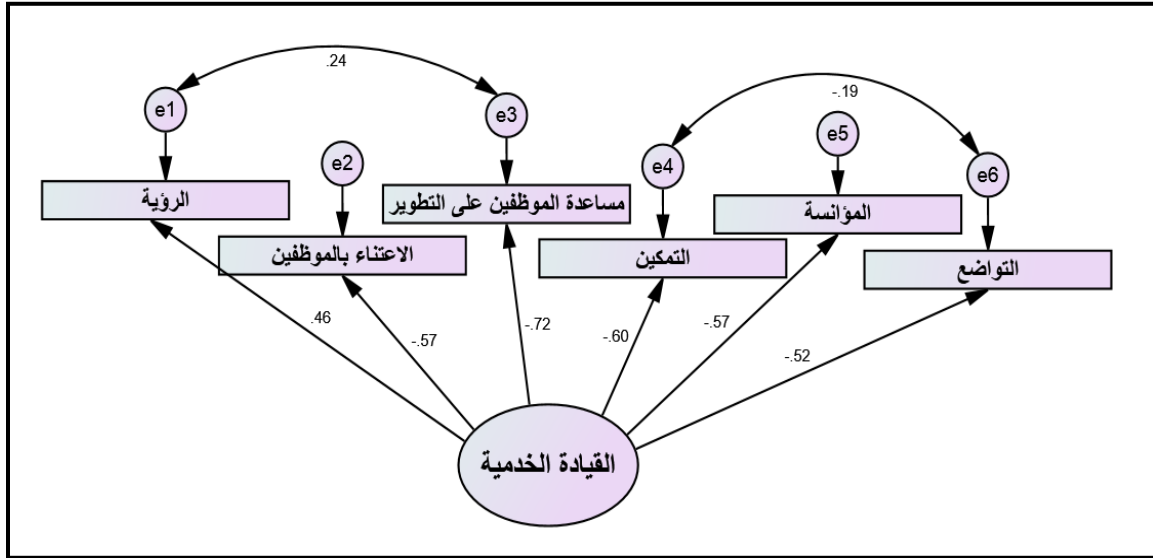 .24
-.19
e1
e3
e5
e2
e4
e6
الرؤية
مساعدة الموظفين على التطوير
المؤانسة
الاعتناء بالموظفين
التمكين
التواضع
.46
-.57
-.72
-.60
-.57
-.52
القيادة الخدمية